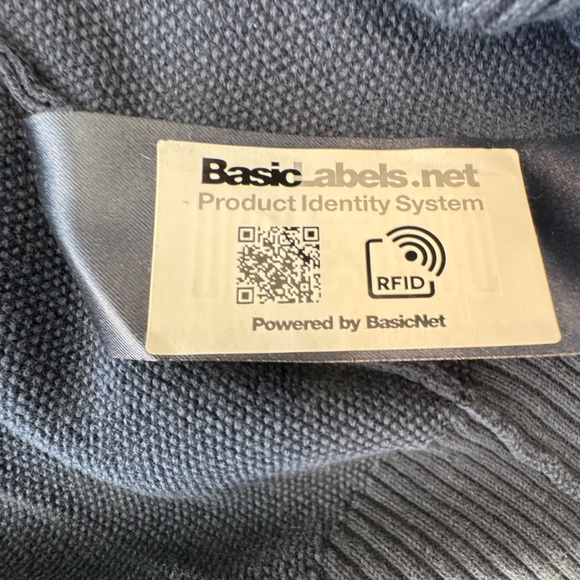 BasicLabels.net
Product Identity System
RFID
Powered by BasicNet